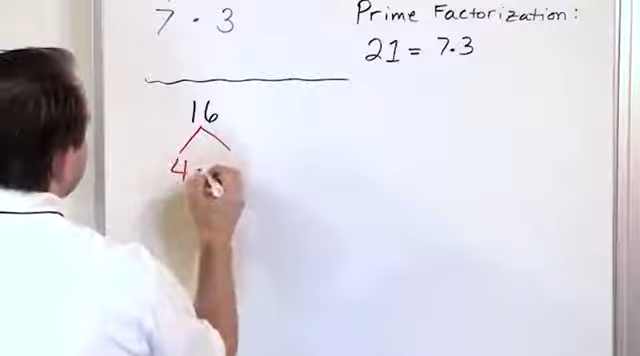 7 · 3
Prime Factorization:
21 = 7·3
16
4 ·